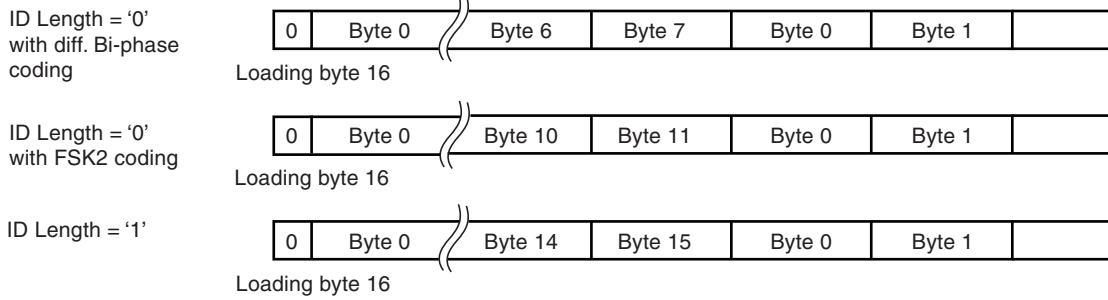 ID Length = ‘0’
with diff. Bi-phase
coding
0 Byte 0 Byte 6 Byte 7 Byte 0 Byte 1
Loading byte 16
ID Length = ‘0’
with FSK2 coding
0 Byte 0 Byte 10 Byte 11 Byte 0 Byte 1
Loading byte 16
ID Length = ‘1’
0 Byte 0 Byte 14 Byte 15 Byte 0 Byte 1
Loading byte 16